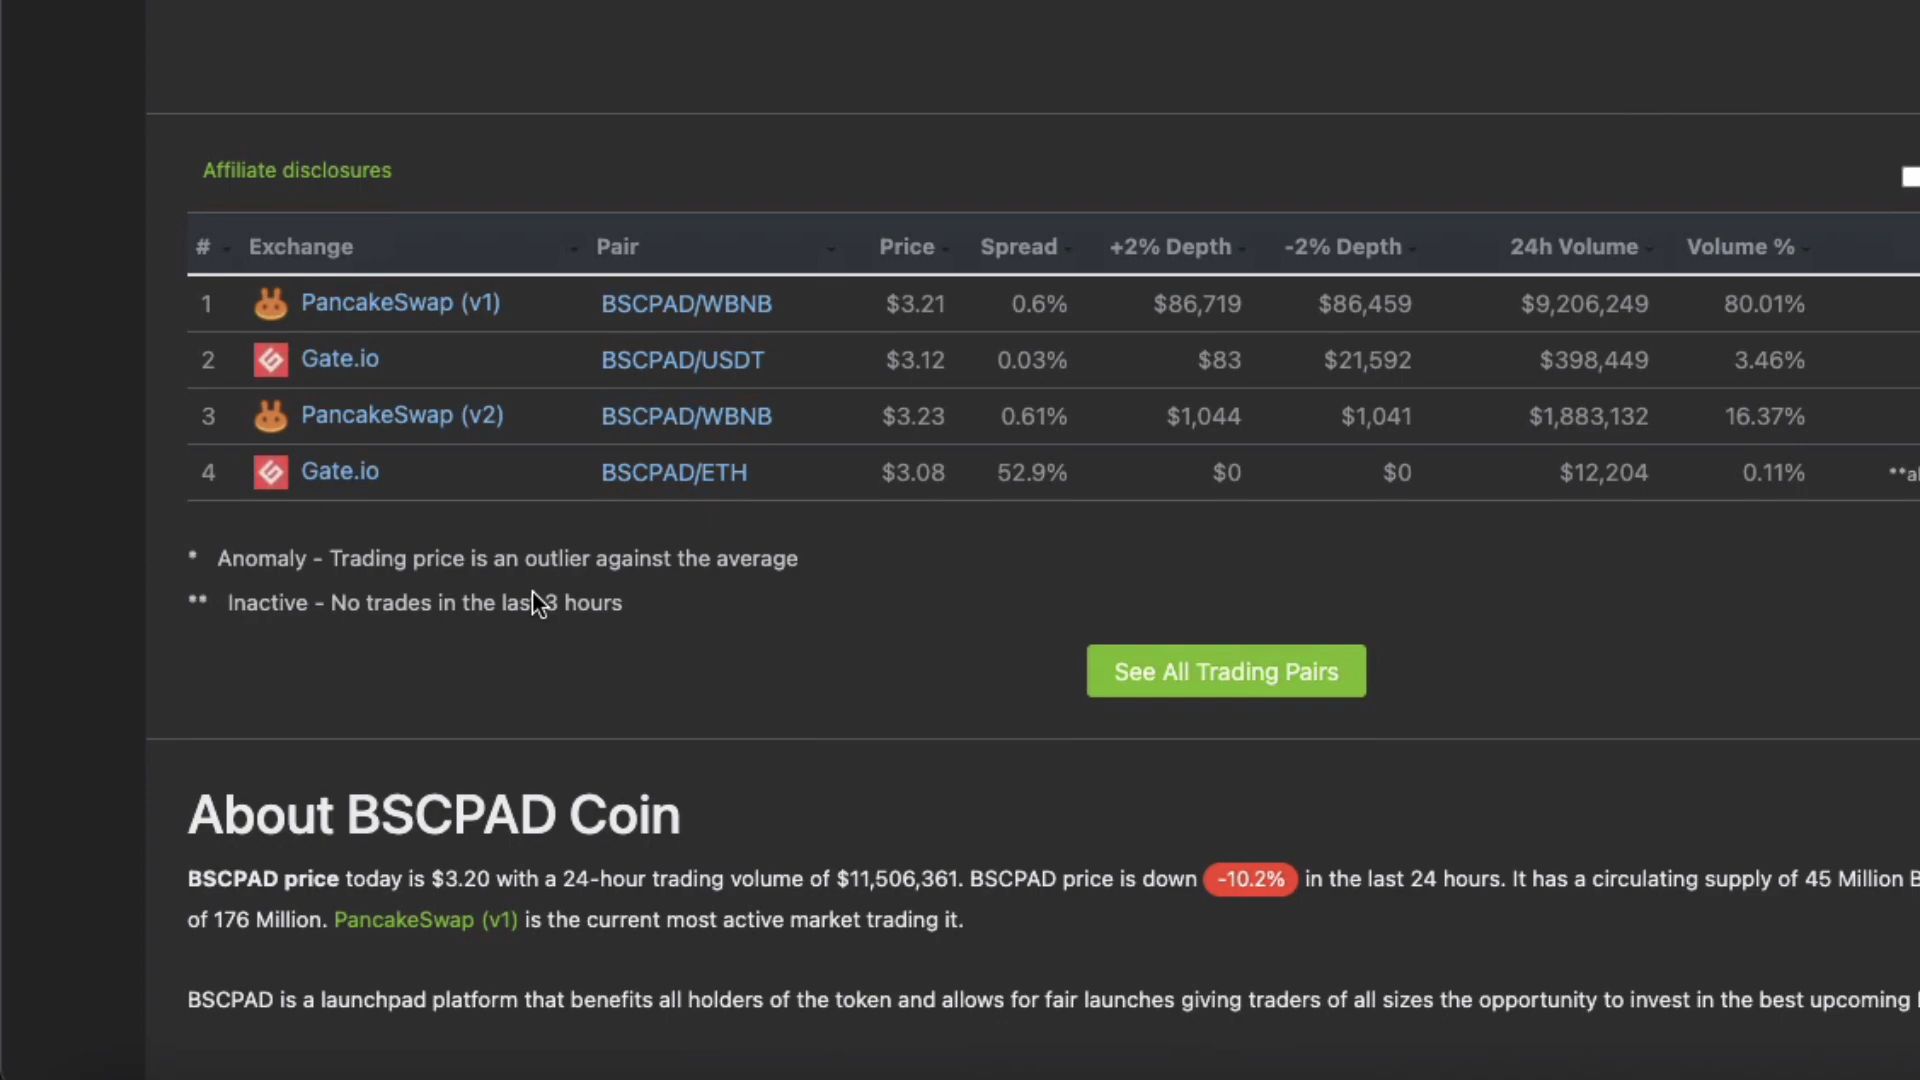 Affiliate disclosures
# Exchange Pair Price Spread +2% Depth -2% Depth 24h Volume Volume %
1 PancakeSwap (v1) BSCPAD/WBNB $3.21 0.6% $86,719 $86,459 $9,206,249 80.01%
2 Gate.io BSCPAD/USDT $3.12 0.03% $83 $21,592 $398,449 3.46%
3 PancakeSwap (v2) BSCPAD/WBNB $3.23 0.61% $1,044 $1,041 $1,883,132 16.37%
4 Gate.io BSCPAD/ETH $3.08 52.9% $0 $0 $12,204 0.11%
* Anomaly - Trading price is an outlier against the average
** Inactive - No trades in the last 3 hours
See All Trading Pairs
About BSCPAD Coin
BSCPAD price today is $3.20 with a 24-hour trading volume of $11,506,361. BSCPAD price is down -10.2% in the last 24 hours. It has a circulating supply of 45 Million
of 176 Million. PancakeSwap (v1) is the current most active market trading it.
BSCPAD is a launchpad platform that benefits all holders of the token and allows for fair launches giving traders of all sizes the opportunity to invest in the best upcoming